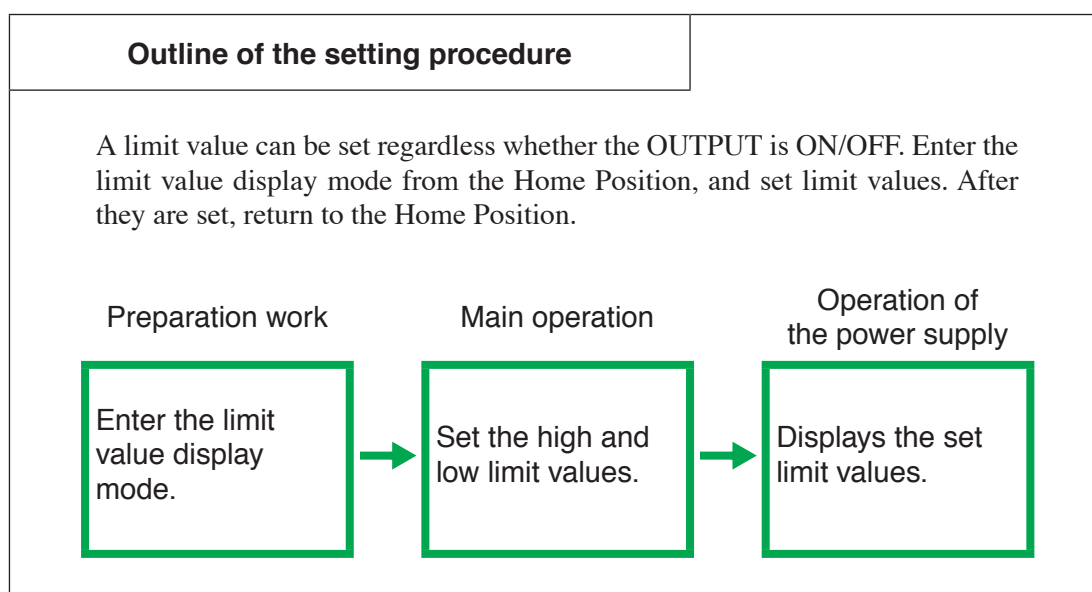 Outline of the setting procedure
A limit value can be set regardless whether the OUTPUT is ON/OFF. Enter the
limit value display mode from the Home Position, and set limit values. After
they are set, return to the Home Position.
Preparation work
Enter the limit
value display
mode.
Main operation
Set the high and
low limit values.
Operation of
the power supply
Displays the set
limit values.